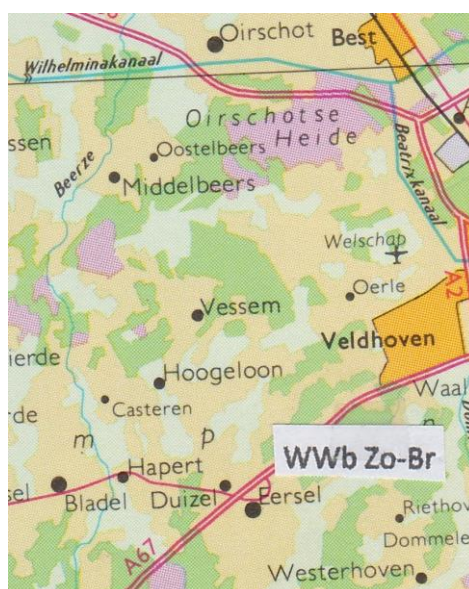 Oirschot
Best
Wilhelminakanaal
Oirschotse
Heide
ssen
Oostelbeers
Beerze
Middelbeers
Beatrixkanaal
Welschap
Oerle
A2
Vessem
Veldhoven
ierde
Hoogeloon
Waal
rde
Casteren
m
p
n
WWb Zo-Br
Hapert
sel
Bladel
Duizel
Eersel
Rietho
Dommele
A67
Westerhoven